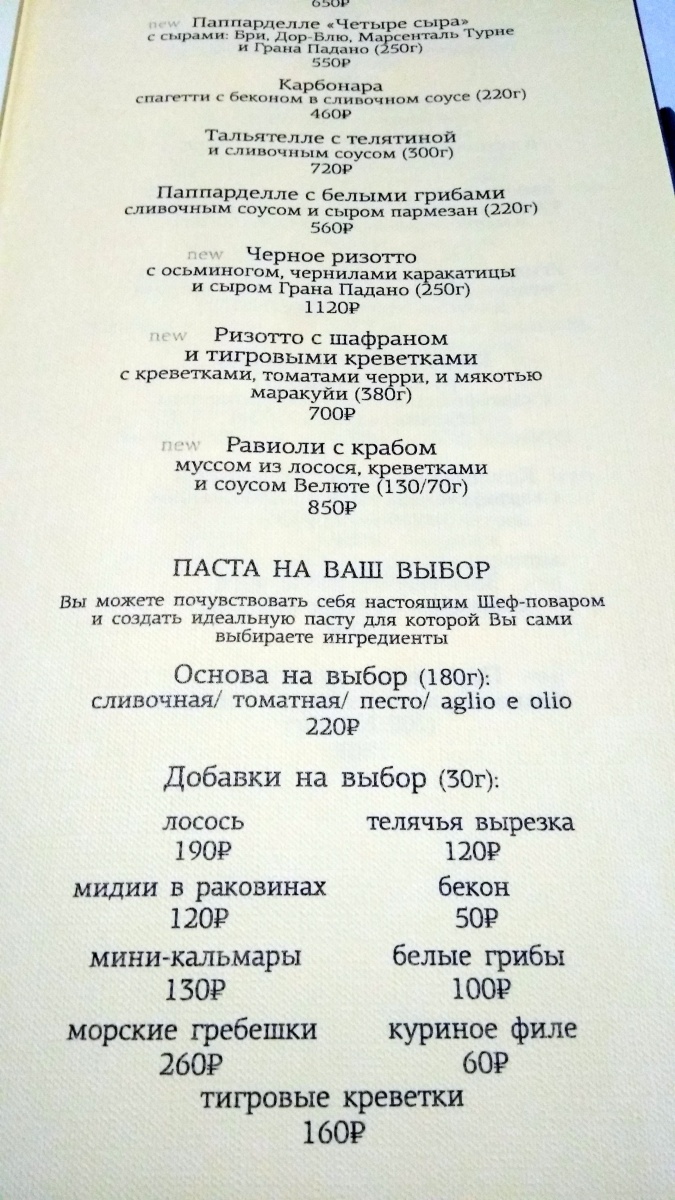 650₽
new Паппарделле «Четыре сыра»
с сырами: Бри, Дор-Блю, Марсенталь Турне
и Грана Падано (250г)
550₽
Карбонара
спагетти с беконом в сливочном соусе (220г)
460₽
Тальятелле с телятиной
и сливочным соусом (300г)
720₽
Паппарделле с белыми грибами
сливочным соусом и сыром пармезан (220г)
560₽
new Черное ризотто
с осьминогом, чернилами каракатицы
и сыром Грана Падано (250г)
1120₽
new Ризотто с шафраном
и тигровыми креветками
с креветками, томатами черри, и мякотью
маракуйи (380г)
700₽
new Равиоли с крабом
муссом из лосося, креветками
и соусом Велюте (130/70г)
850₽
ПАСТА НА ВАШ ВЫБОР
Вы можете почувствовать себя настоящим Шеф-поваром
и создать идеальную пасту для которой Вы сами
выбираете ингредиенты
Основа на выбор (180г):
сливочная/ томатная/ песто/ aglio e olio
220₽
Добавки на выбор (30г):
лосось телячья вырезка
190₽ 120₽
мидии в раковинах бекон
120₽ 50₽
мини-кальмары белые грибы
130₽ 100₽
морские гребешки куриное филе
260₽ 60₽
тигровые креветки
160₽